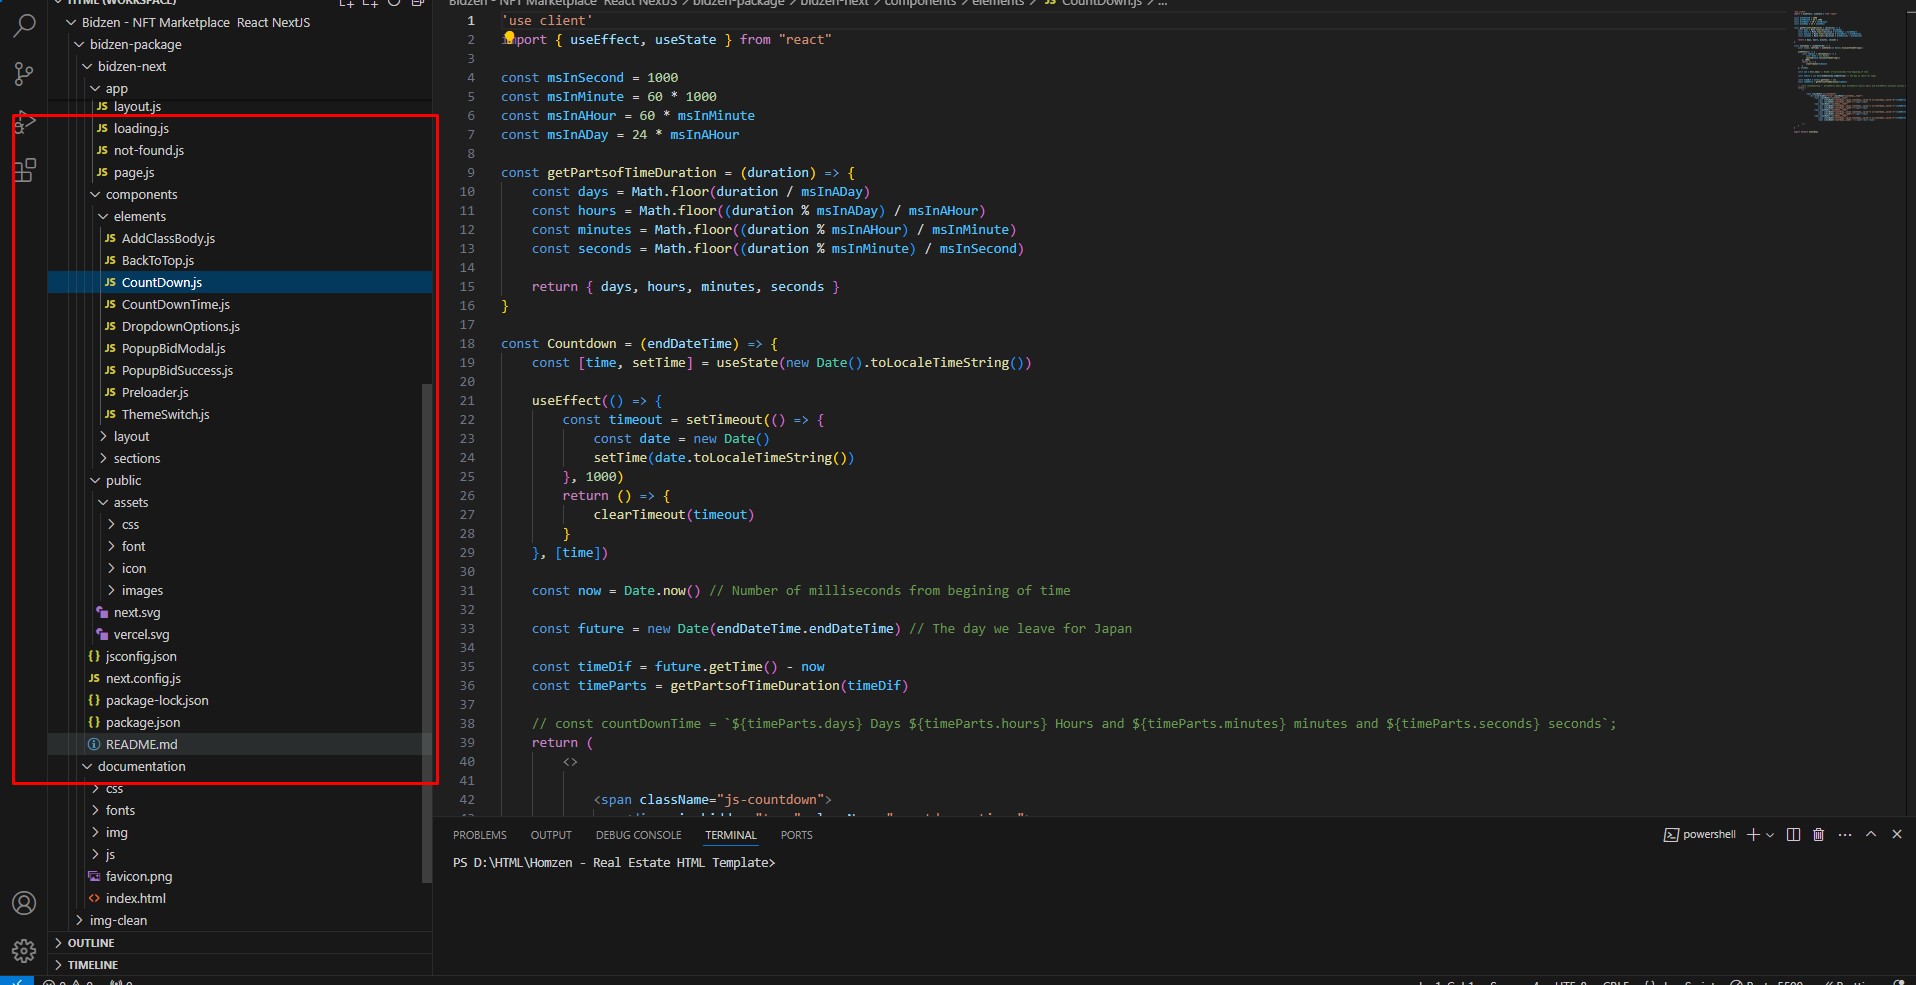 HTML (WORKSPACE)
Bidzen - NFT Marketplace React NextJS
bidzen-package
bidzen-next
app
layout.js
loading.js
not-found.js
page.js
components
elements
AddClassBody.js
BackToTop.js
CountDown.js
CountDownTime.js
DropdownOptions.js
PopupBidModal.js
PopupBidSuccess.js
Preloader.js
ThemeSwitch.js
layout
sections
public
assets
css
font
icon
images
next.svg
vercel.svg
jsconfig.json
next.config.js
package-lock.json
package.json
README.md
documentation
css
fonts
img
js
favicon.png
index.html
img-clean
OUTLINE
TIMELINE
Bidzen - NFT Marketplace React NextJS > bidzen-package > bidzen-next > components > elements > JS CountDown.js > ...
1 'use client'
2 import { useEffect, useState } from "react"
3
4 const msInSecond = 1000
5 const msInMinute = 60 * 1000
6 const msInAHour = 60 * msInMinute
7 const msInADay = 24 * msInAHour
8
9 const getPartsofTimeDuration = (duration) => {
10 const days = Math.floor(duration / msInADay)
11 const hours = Math.floor((duration % msInADay) / msInAHour)
12 const minutes = Math.floor((duration % msInAHour) / msInMinute)
13 const seconds = Math.floor((duration % msInMinute) / msInSecond)
14
15 return { days, hours, minutes, seconds }
16 }
17
18 const Countdown = (endDateTime) => {
19 const [time, setTime] = useState(new Date().toLocaleTimeString())
20
21 useEffect(() => {
22 const timeout = setTimeout(() => {
23 const date = new Date()
24 setTime(date.toLocaleTimeString())
25 }, 1000)
26 return () => {
27 clearTimeout(timeout)
28 }
29 }, [time])
30
31 const now = Date.now() // Number of milliseconds from begining of time
32
33 const future = new Date(endDateTime.endDateTime) // The day we leave for Japan
34
35 const timeDif = future.getTime() - now
36 const timeParts = getPartsofTimeDuration(timeDif)
37
38 // const countDownTime = `${timeParts.days} Days ${timeParts.hours} Hours and ${timeParts.minutes} minutes and ${timeParts.seconds} seconds`;
39 return (
40 <>
41
42 <span className="js-countdown">
PROBLEMS OUTPUT DEBUG CONSOLE TERMINAL PORTS
powershell
PS D:\HTML\Homzen - Real Estate HTML Template>